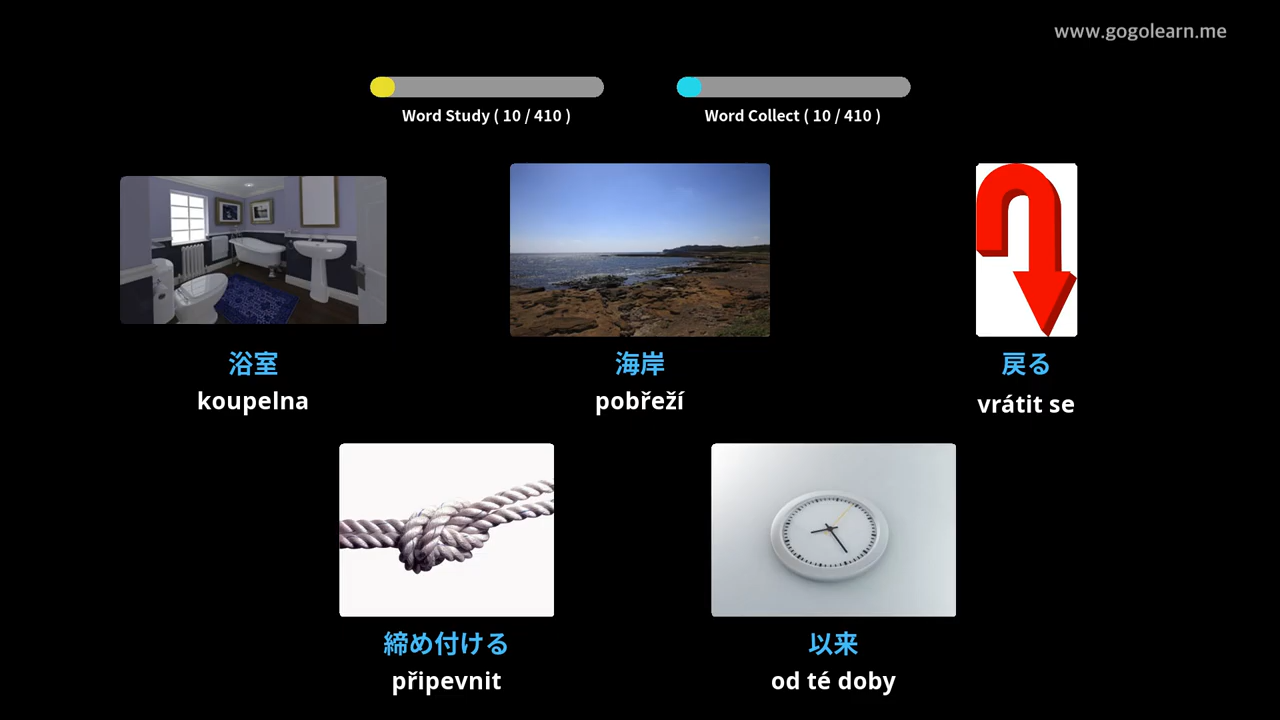 www.gogolearn.me
Word Study ( 10 / 410 )
Word Collect ( 10 / 410 )
浴室
koupelna
海岸
pobřeží
戻る
vrátit se
締め付ける
připevnit
以来
od té doby